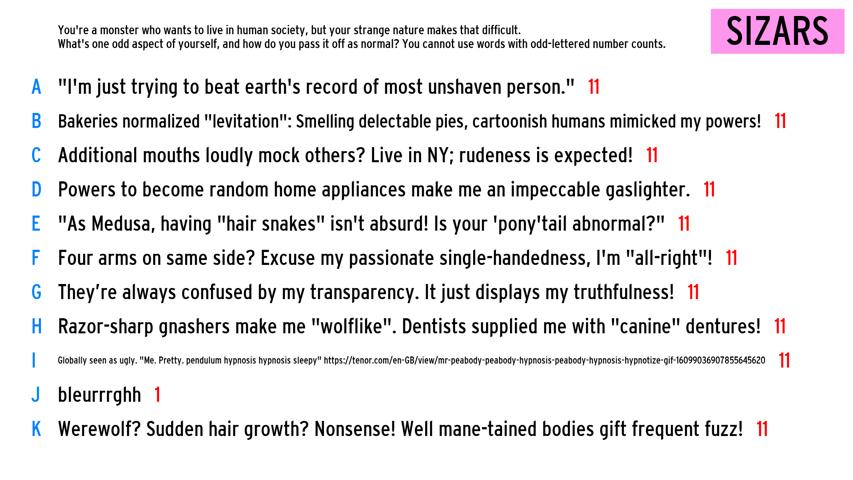 You're a monster who wants to live in human society, but your strange nature makes that difficult.
What's one odd aspect of yourself, and how do you pass it off as normal? You cannot use words with odd-lettered number counts.
SIZARS
A "I'm just trying to beat earth's record of most unshaven person." 11
B Bakeries normalized "levitation": Smelling delectable pies, cartoonish humans mimicked my powers! 11
C Additional mouths loudly mock others? Live in NY; rudeness is expected! 11
D Powers to become random home appliances make me an impeccable gaslighter. 11
E "As Medusa, having "hair snakes" isn't absurd! Is your 'pony'tail abnormal?" 11
F Four arms on same side? Excuse my passionate single-handedness, I'm "all-right"! 11
G They’re always confused by my transparency. It just displays my truthfulness! 11
H Razor-sharp gnashers make me "wolflike". Dentists supplied me with "canine" dentures! 11
I Globally seen as ugly. "Me. Pretty. pendulum hypnosis hypnosis sleepy" https://tenor.com/en-GB/view/mr-peabody-peabody-hypnosis-peabody-hypnosis-hypnotize-gif-16099036907855645620 11
J bleurrrghh 1
K Werewolf? Sudden hair growth? Nonsense! Well mane-tained bodies gift frequent fuzz! 11